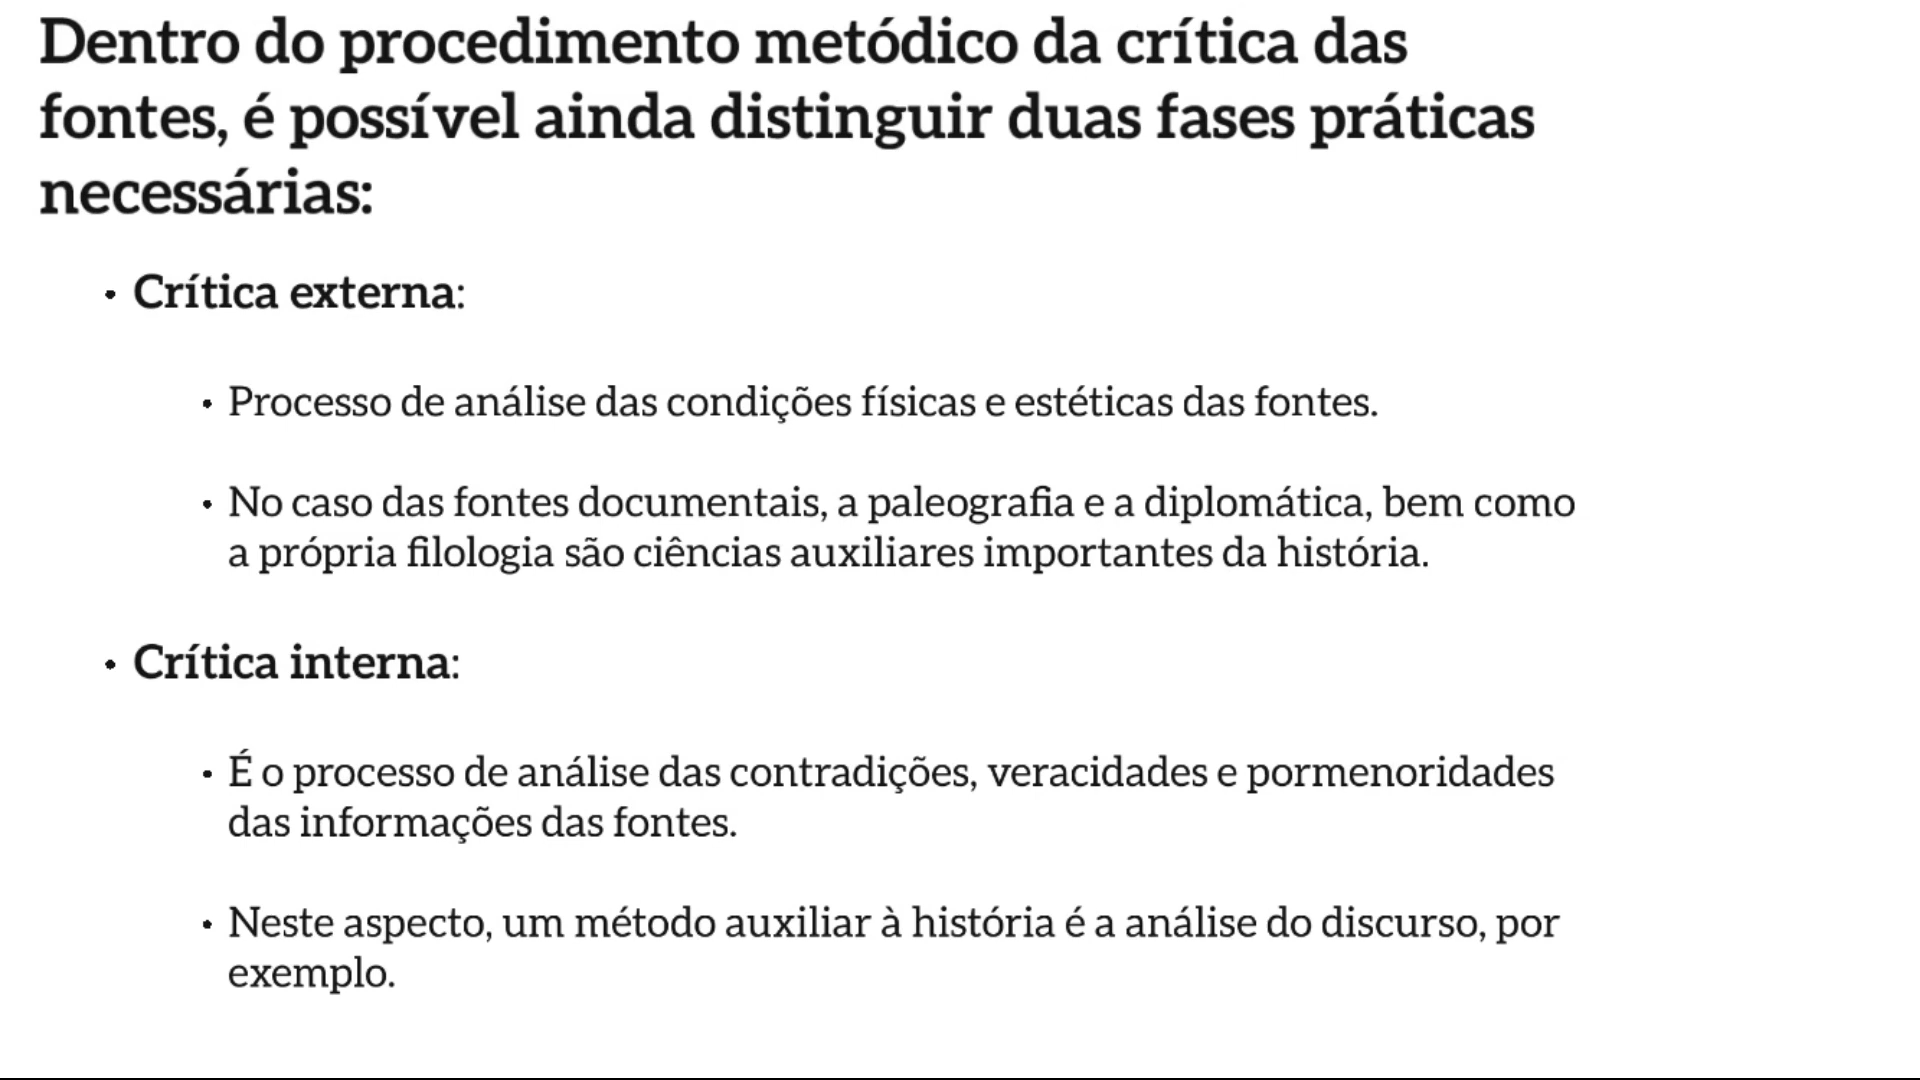 Dentro do procedimento metódico da crítica das
fontes, é possível ainda distinguir duas fases práticas
necessárias:
• Crítica externa:
• Processo de análise das condições físicas e estéticas das fontes.
• No caso das fontes documentais, a paleografia e a diplomática, bem como
a própria filologia são ciências auxiliares importantes da história.
• Crítica interna:
• É o processo de análise das contradições, veracidades e pormenoridades
das informações das fontes.
• Neste aspecto, um método auxiliar à história é a análise do discurso, por
exemplo.